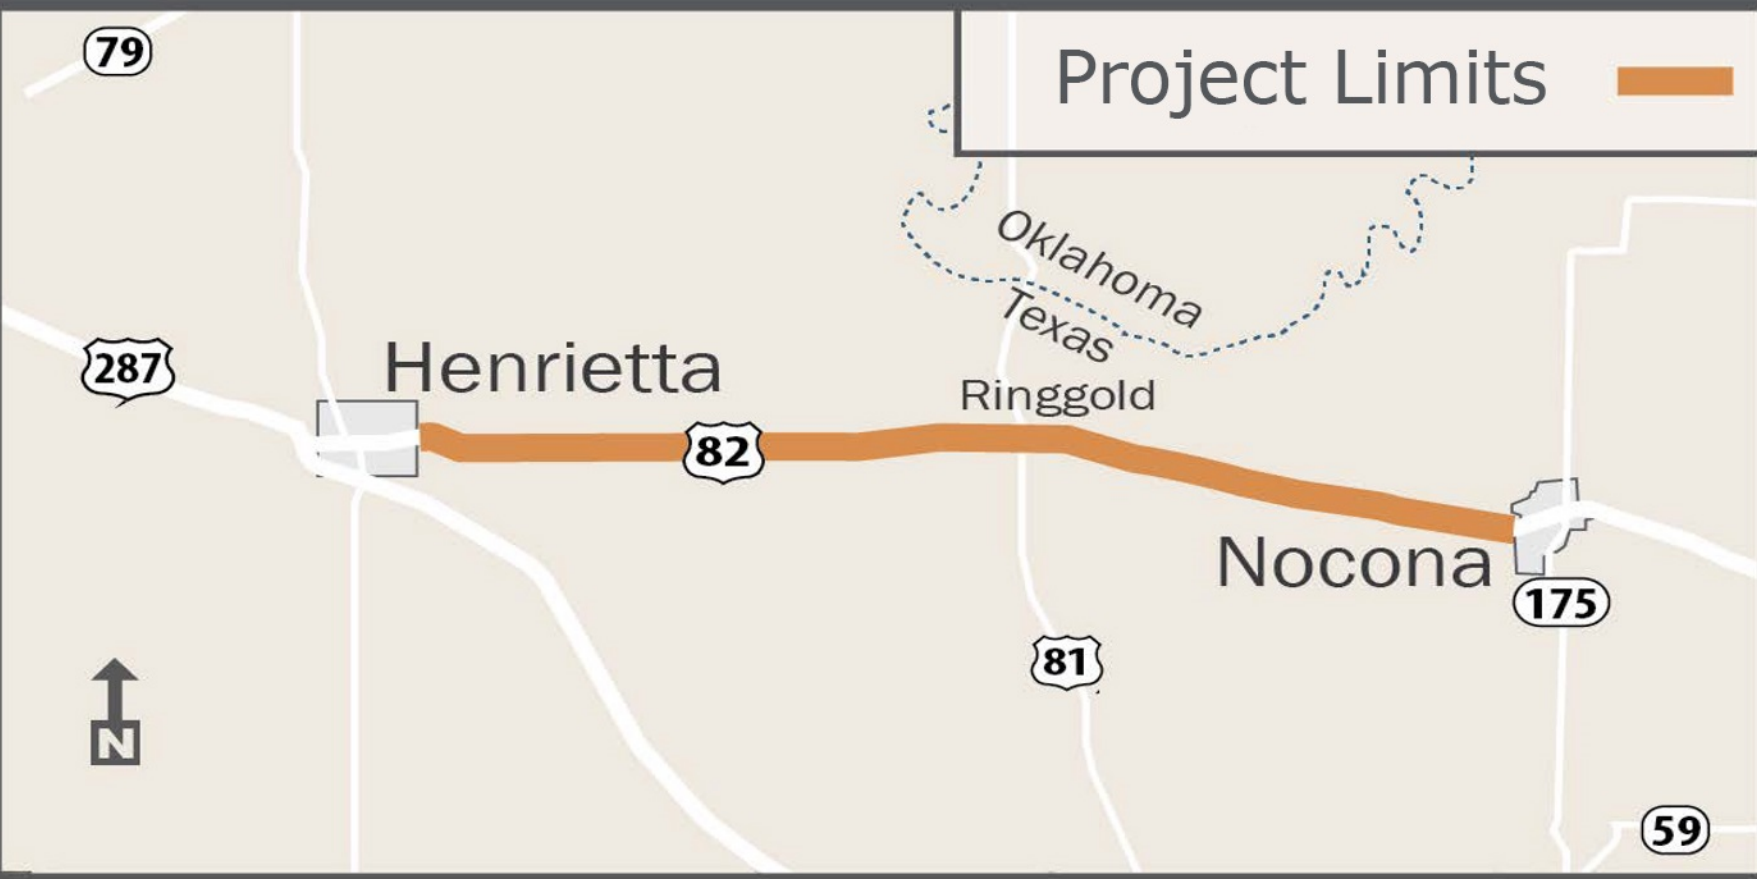 79
Project Limits
Oklahoma
Texas
287
Henrietta
Ringgold
82
Nocona
175
81
N
59